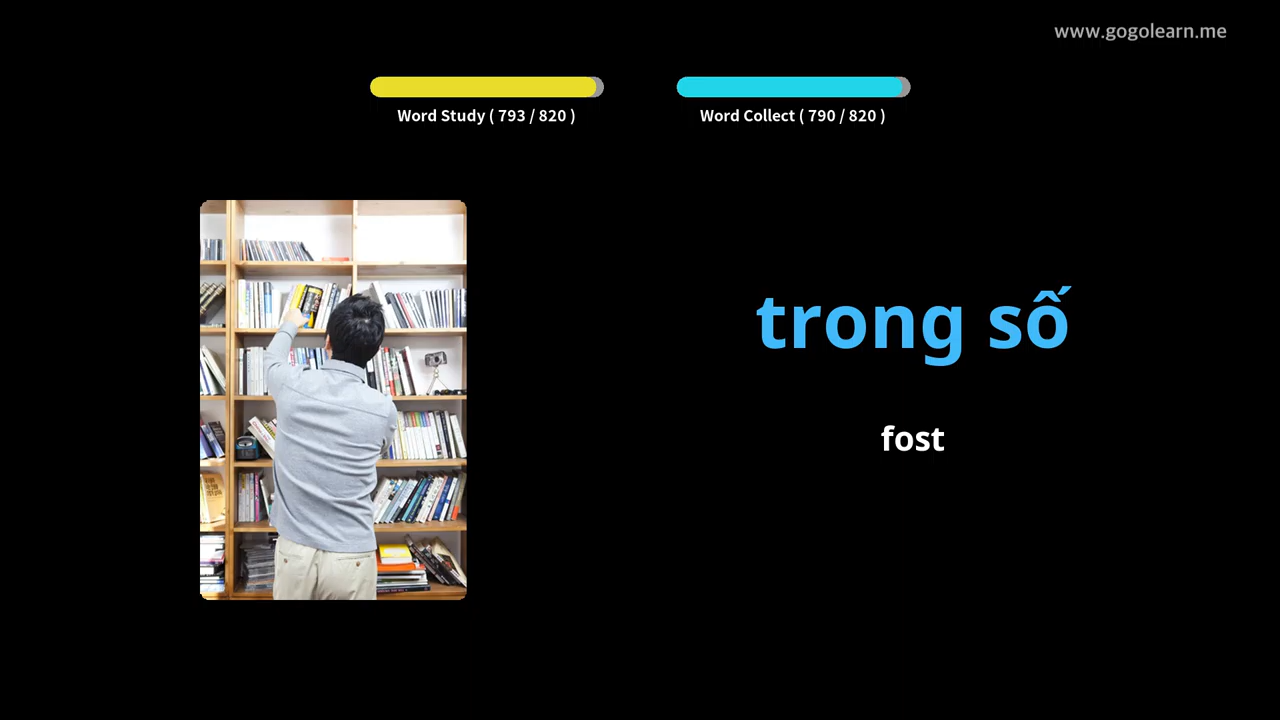 www.gogolearn.me
Word Study ( 793 / 820 )
Word Collect ( 790 / 820 )
trong số
fost